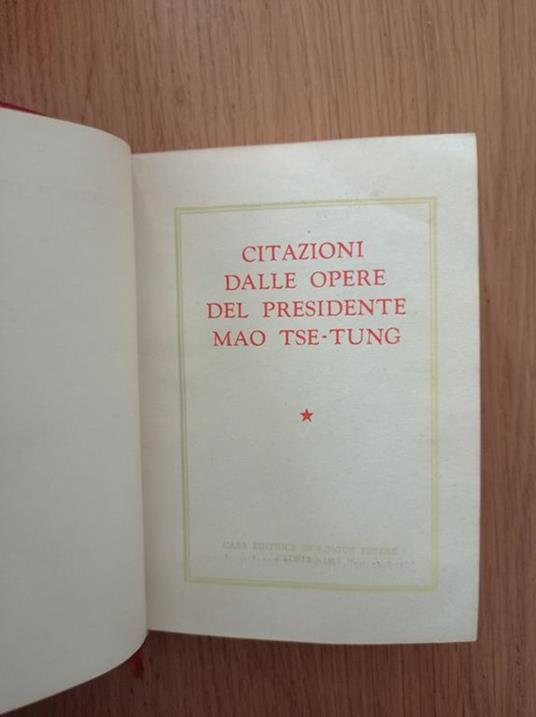 CITAZIONI
DALLE OPERE
DEL PRESIDENTE
MAO TSE-TUNG
CASA EDITRICE IN LINGUE ESTERE